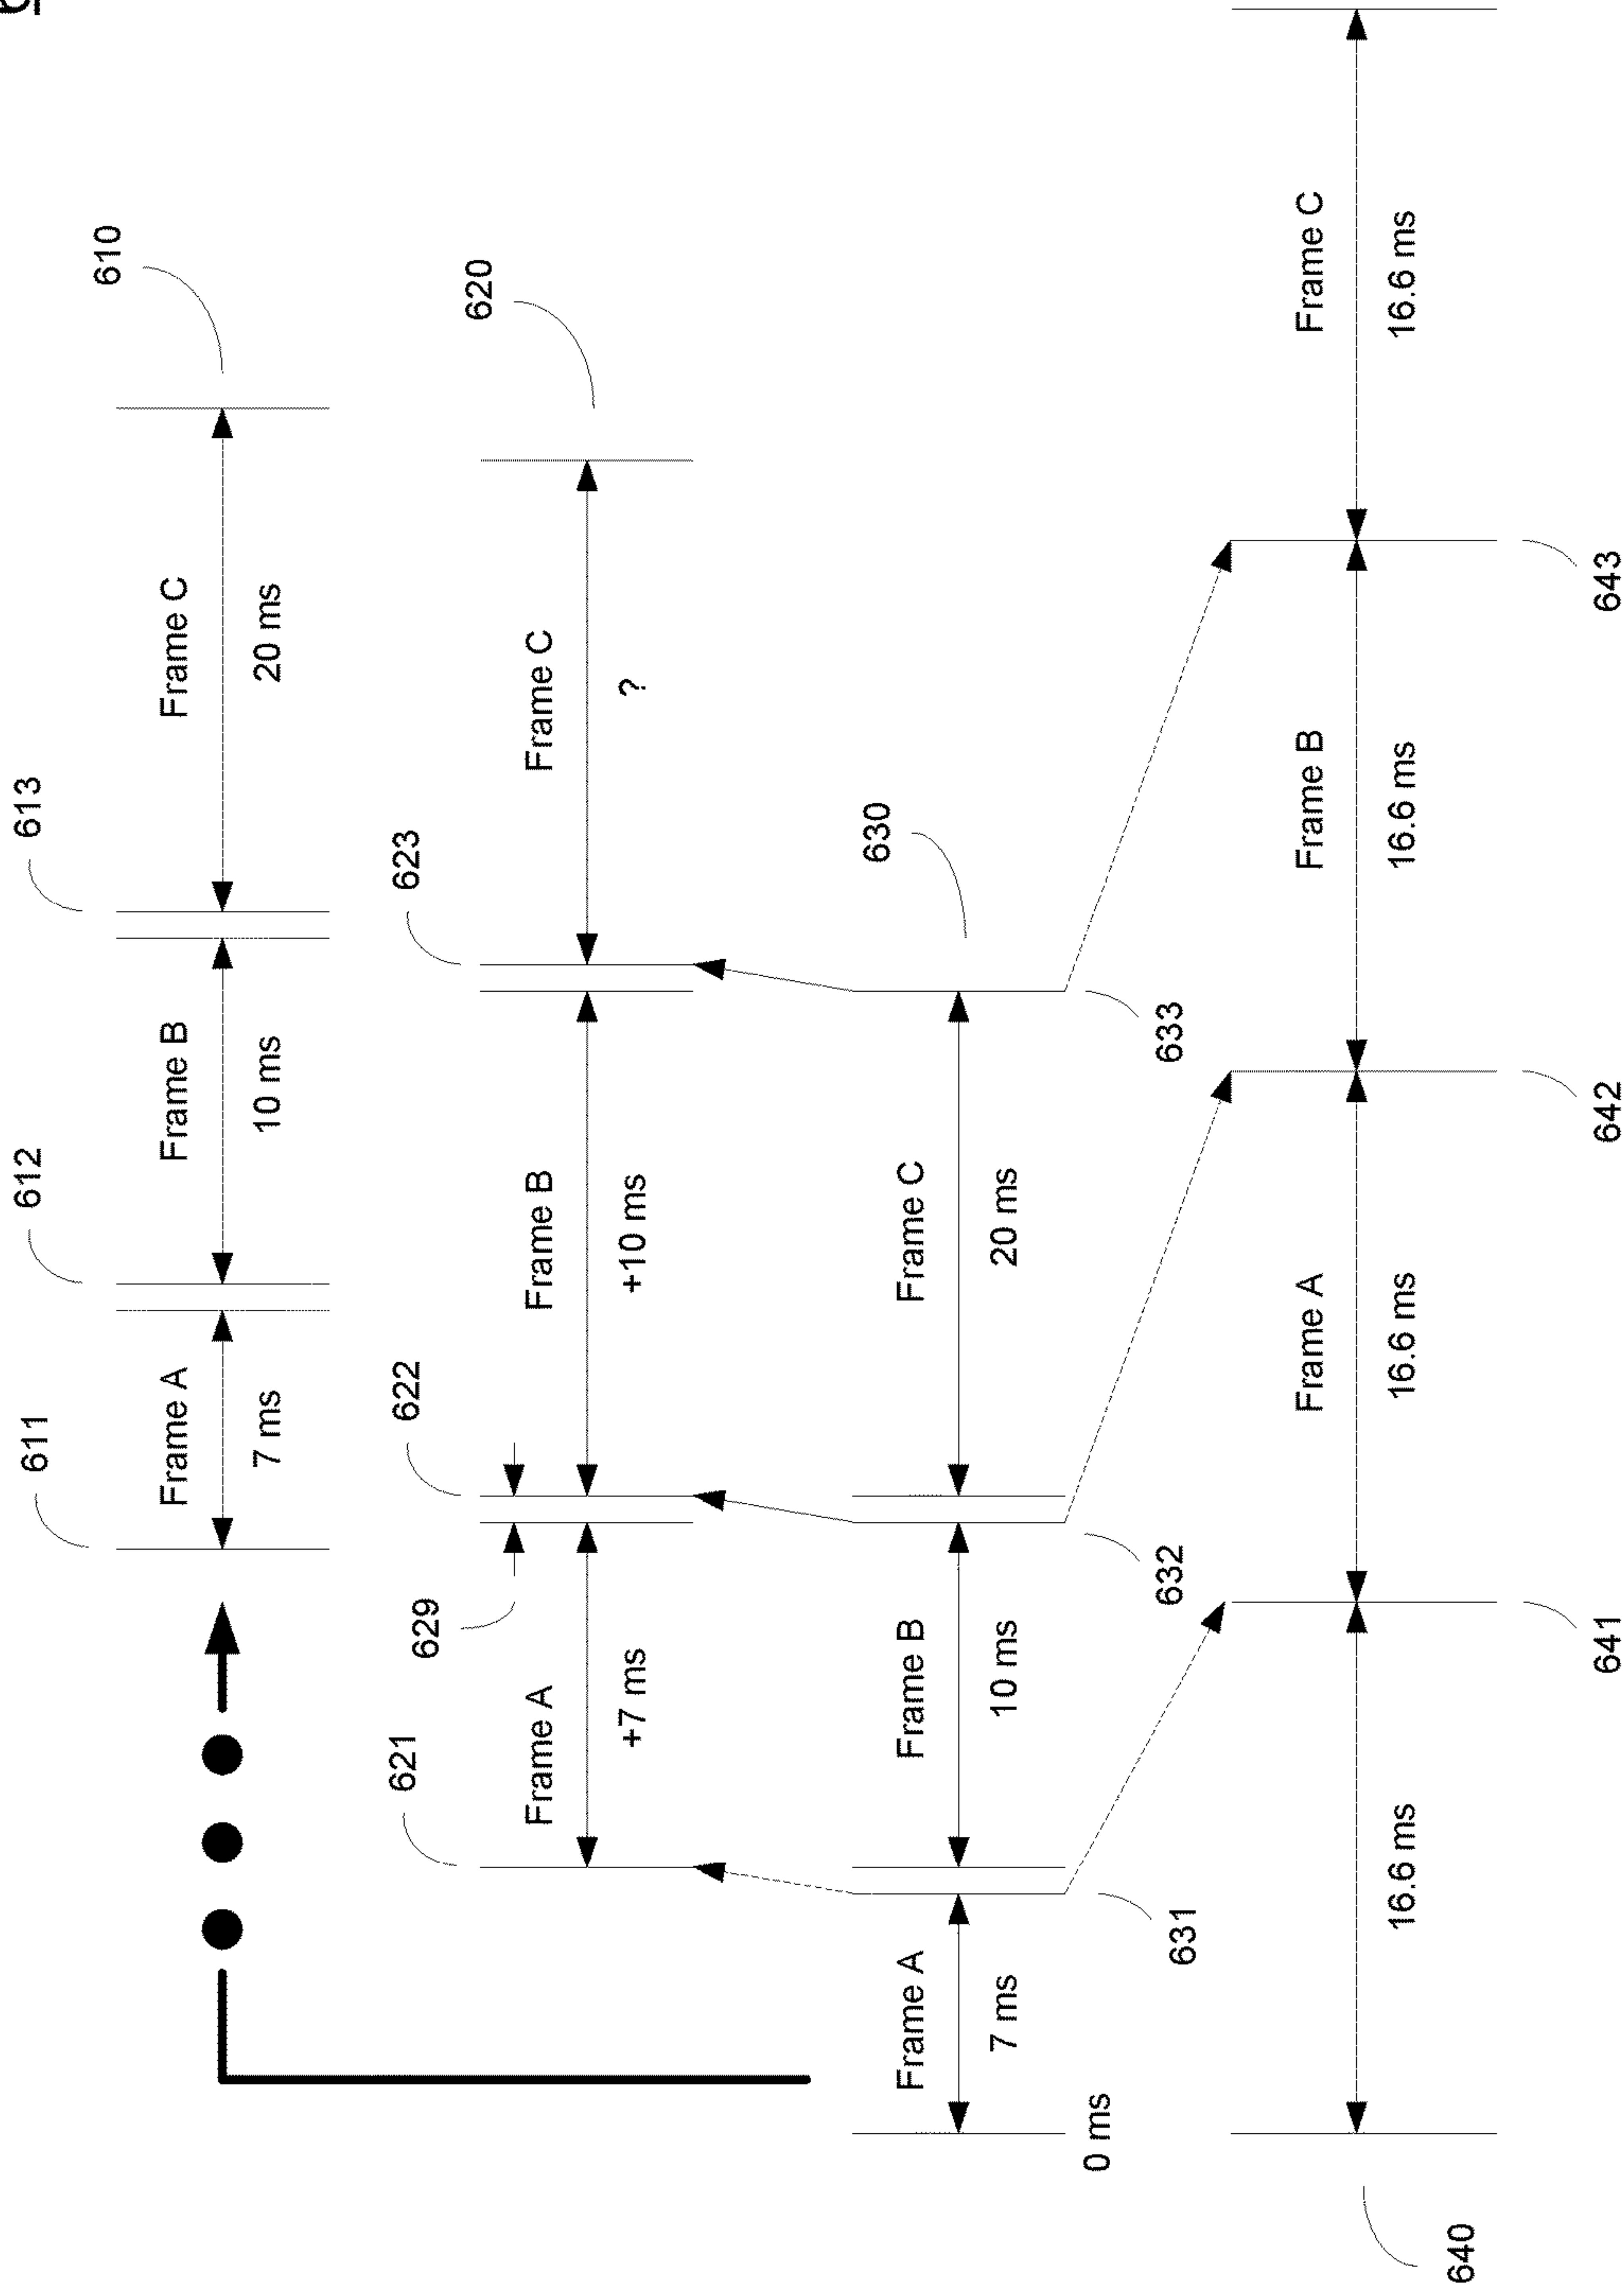 611
612
613
610
Frame A
Frame B
Frame C
7 ms
10 ms
20 ms
621
629
622
623
620
Frame A
Frame B
Frame C
+7 ms
+10 ms
?
630
Frame A
Frame B
Frame C
7 ms
10 ms
20 ms
0 ms
631
632
633
Frame A
Frame B
Frame C
16.6 ms
16.6 ms
16.6 ms
16.6 ms
640
641
642
643